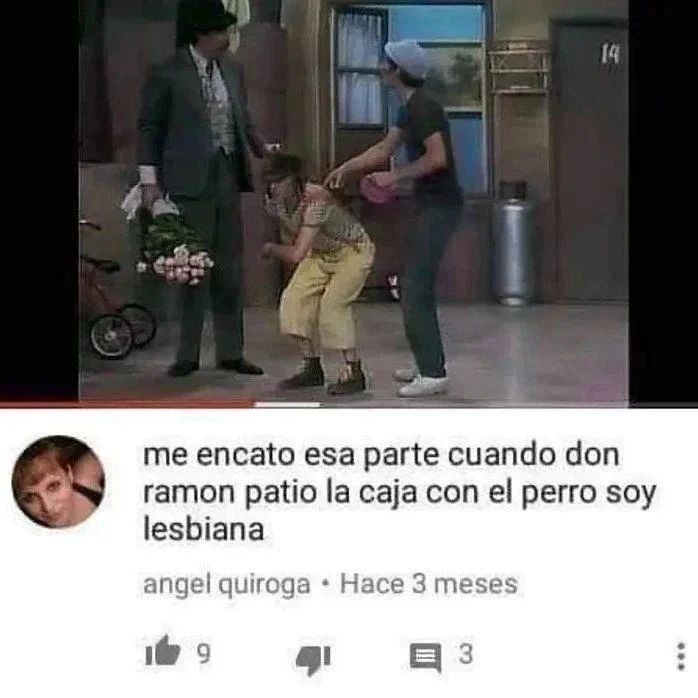 14
me encato esa parte cuando don
ramon patio la caja con el perro soy
lesbiana
angel quiroga • Hace 3 meses
9
3